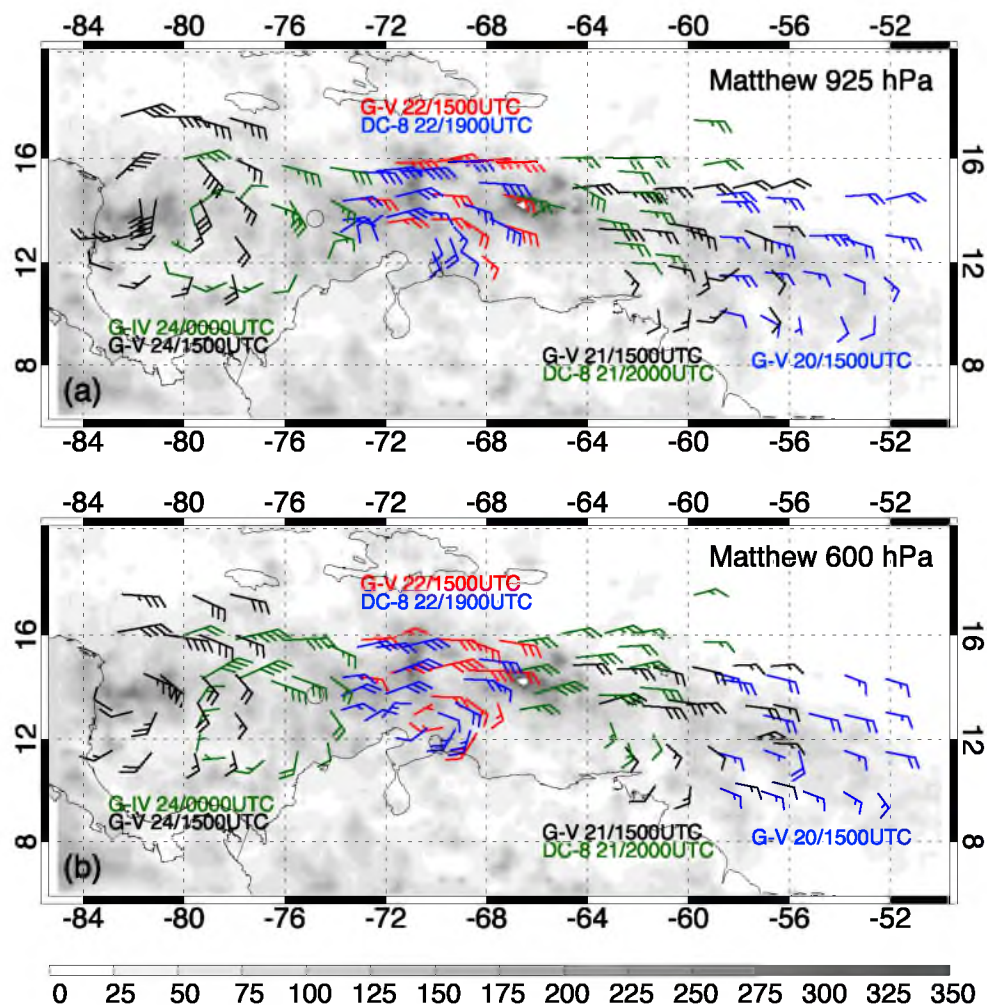 -84 -80 -76 -72 -68 -64 -60 -56 -52
Matthew 925 hPa
G-V 22/1500UTC
DC-8 22/1900UTC
16 16
12 12
G-IV 24/0000UTC
G-V 24/1500UTC
G-V 21/1500UTC
DC-8 21/2000UTC
G-V 20/1500UTC
8 8
(a)
-84 -80 -76 -72 -68 -64 -60 -56 -52
-84 -80 -76 -72 -68 -64 -60 -56 -52
Matthew 600 hPa
G-V 22/1500UTC
DC-8 22/1900UTC
16 16
12 12
G-IV 24/0000UTC
G-V 24/1500UTC
G-V 21/1500UTC
DC-8 21/2000UTC
G-V 20/1500UTC
8 8
(b)
-84 -80 -76 -72 -68 -64 -60 -56 -52
0 25 50 75 100 125 150 175 200 225 250 275 300 325 350